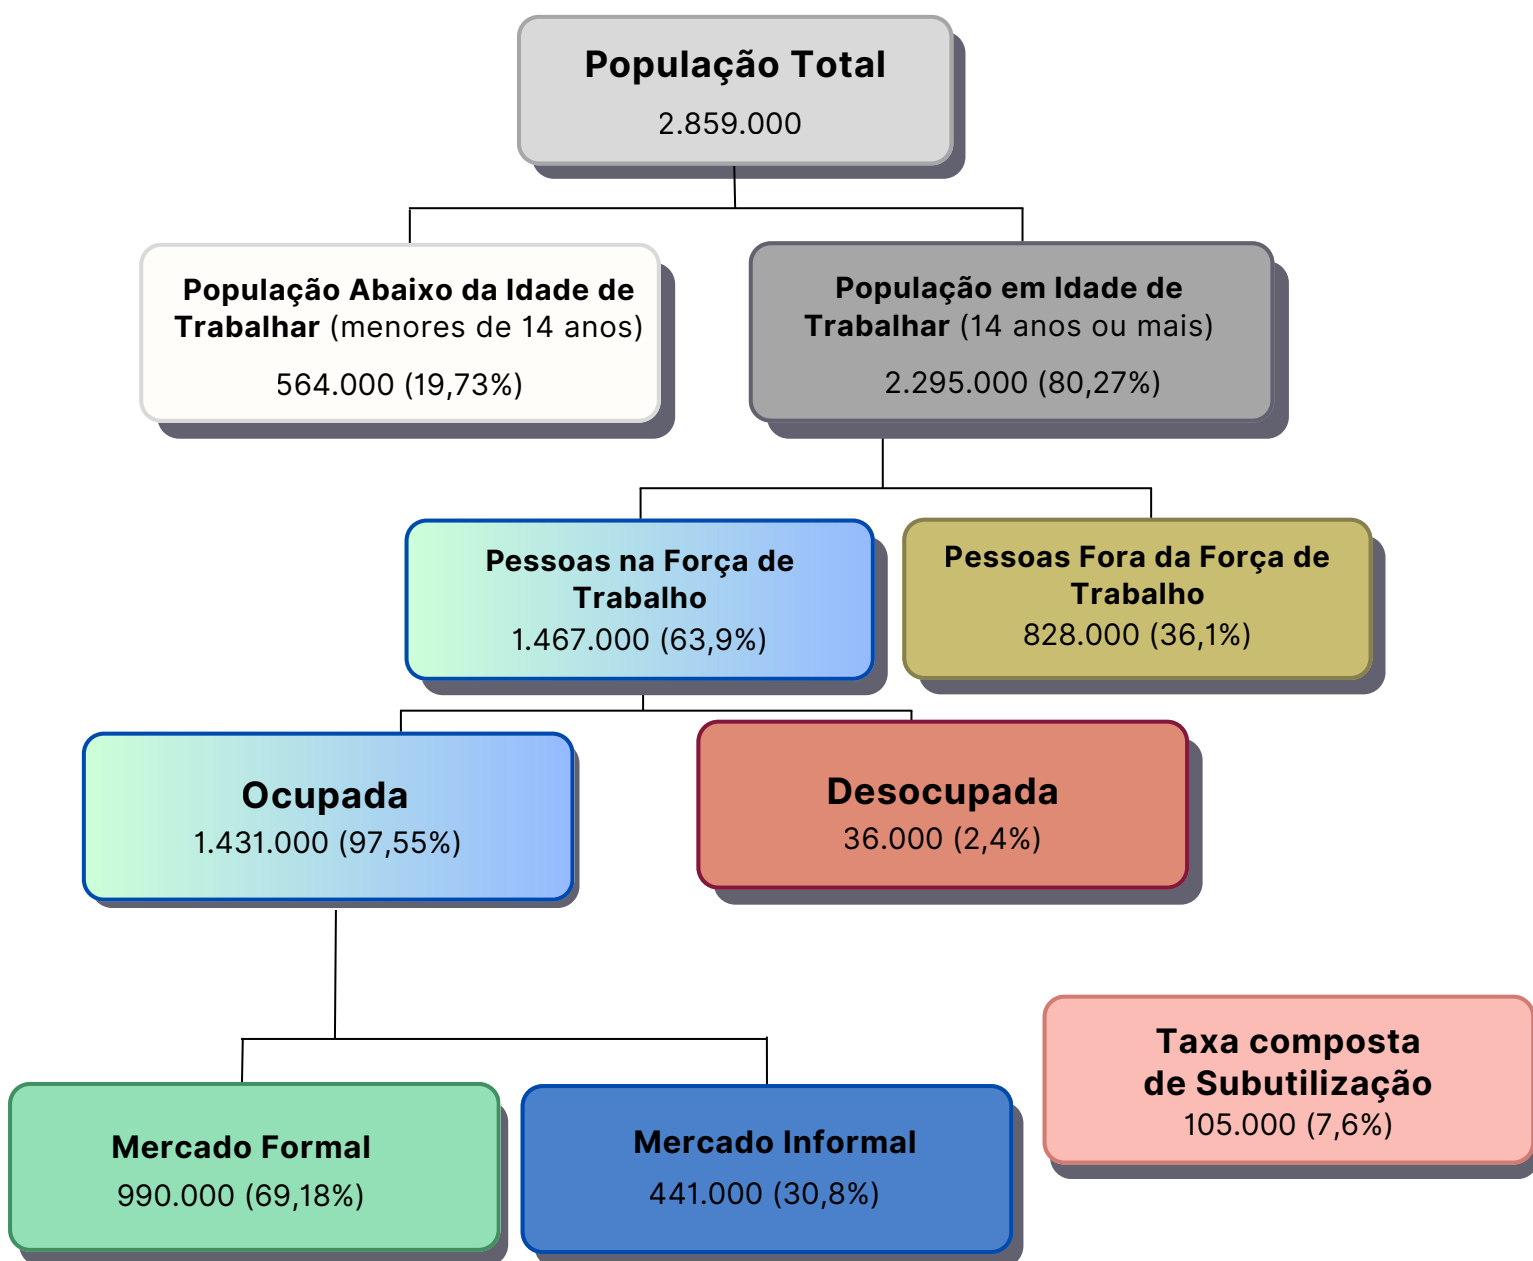 População Total
2.859.000
População Abaixo da Idade de
Trabalhar (menores de 14 anos)
564.000 (19,73%)
População em Idade de
Trabalhar (14 anos ou mais)
2.295.000 (80,27%)
Pessoas na Força de
Trabalho
1.467.000 (63,9%)
Pessoas Fora da Força de
Trabalho
828.000 (36,1%)
Ocupada
1.431.000 (97,55%)
Desocupada
36.000 (2,4%)
Mercado Formal
990.000 (69,18%)
Mercado Informal
441.000 (30,8%)
Taxa composta
de Subutilização
105.000 (7,6%)